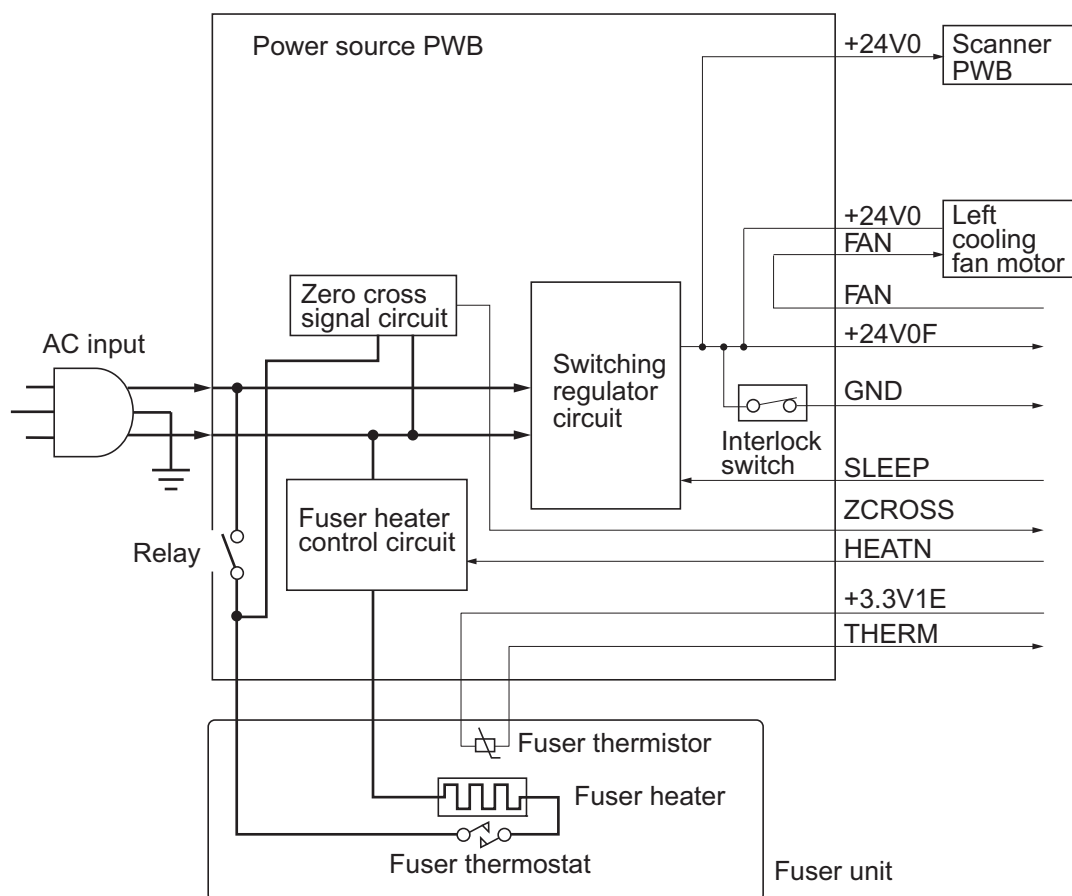 Power source PWB
+24V0
Scanner
PWB
+24V0
FAN
Left
cooling
fan motor
FAN
Zero cross
signal circuit
+24V0F
AC input
Switching
regulator
circuit
GND
Interlock
switch
SLEEP
ZCROSS
Fuser heater
control circuit
HEATN
Relay
+3.3V1E
THERM
Fuser thermistor
Fuser heater
Fuser thermostat
Fuser unit